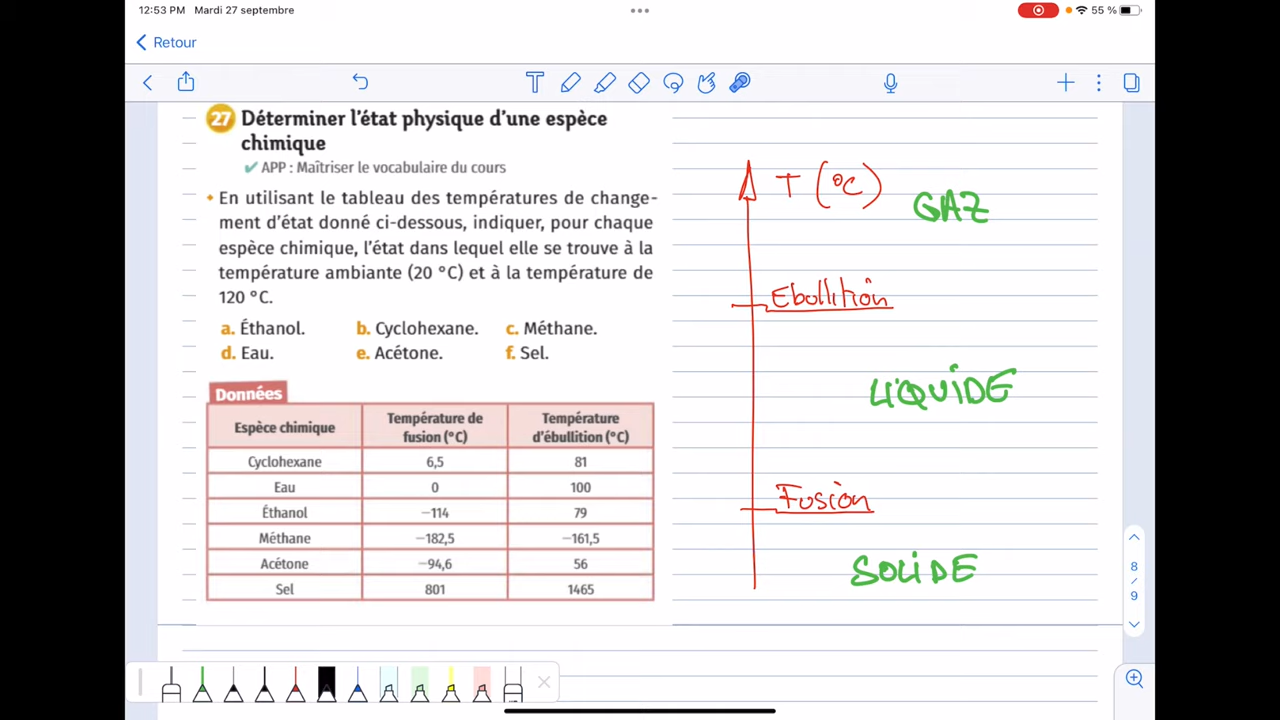 12:53 PM Mardi 27 septembre
55 %
Retour
27 Déterminer l'état physique d'une espèce
chimique
✔ APP : Maîtriser le vocabulaire du cours
• En utilisant le tableau des températures de change-
ment d'état donné ci-dessous, indiquer, pour chaque
espèce chimique, l'état dans lequel elle se trouve à la
température ambiante (20 °C) et à la température de
120 °C.
a. Éthanol. b. Cyclohexane. c. Méthane.
d. Eau. e. Acétone. f. Sel.
Données
Espèce chimique Température de fusion (°C) Température d'ébullition (°C)
Cyclohexane 6,5 81
Eau 0 100
Éthanol −114 79
Méthane −182,5 −161,5
Acétone −94,6 56
Sel 801 1465
T (°C)
GAZ
Ebollition
LIQUIDE
Fusion
SOLIDE
8
/
9